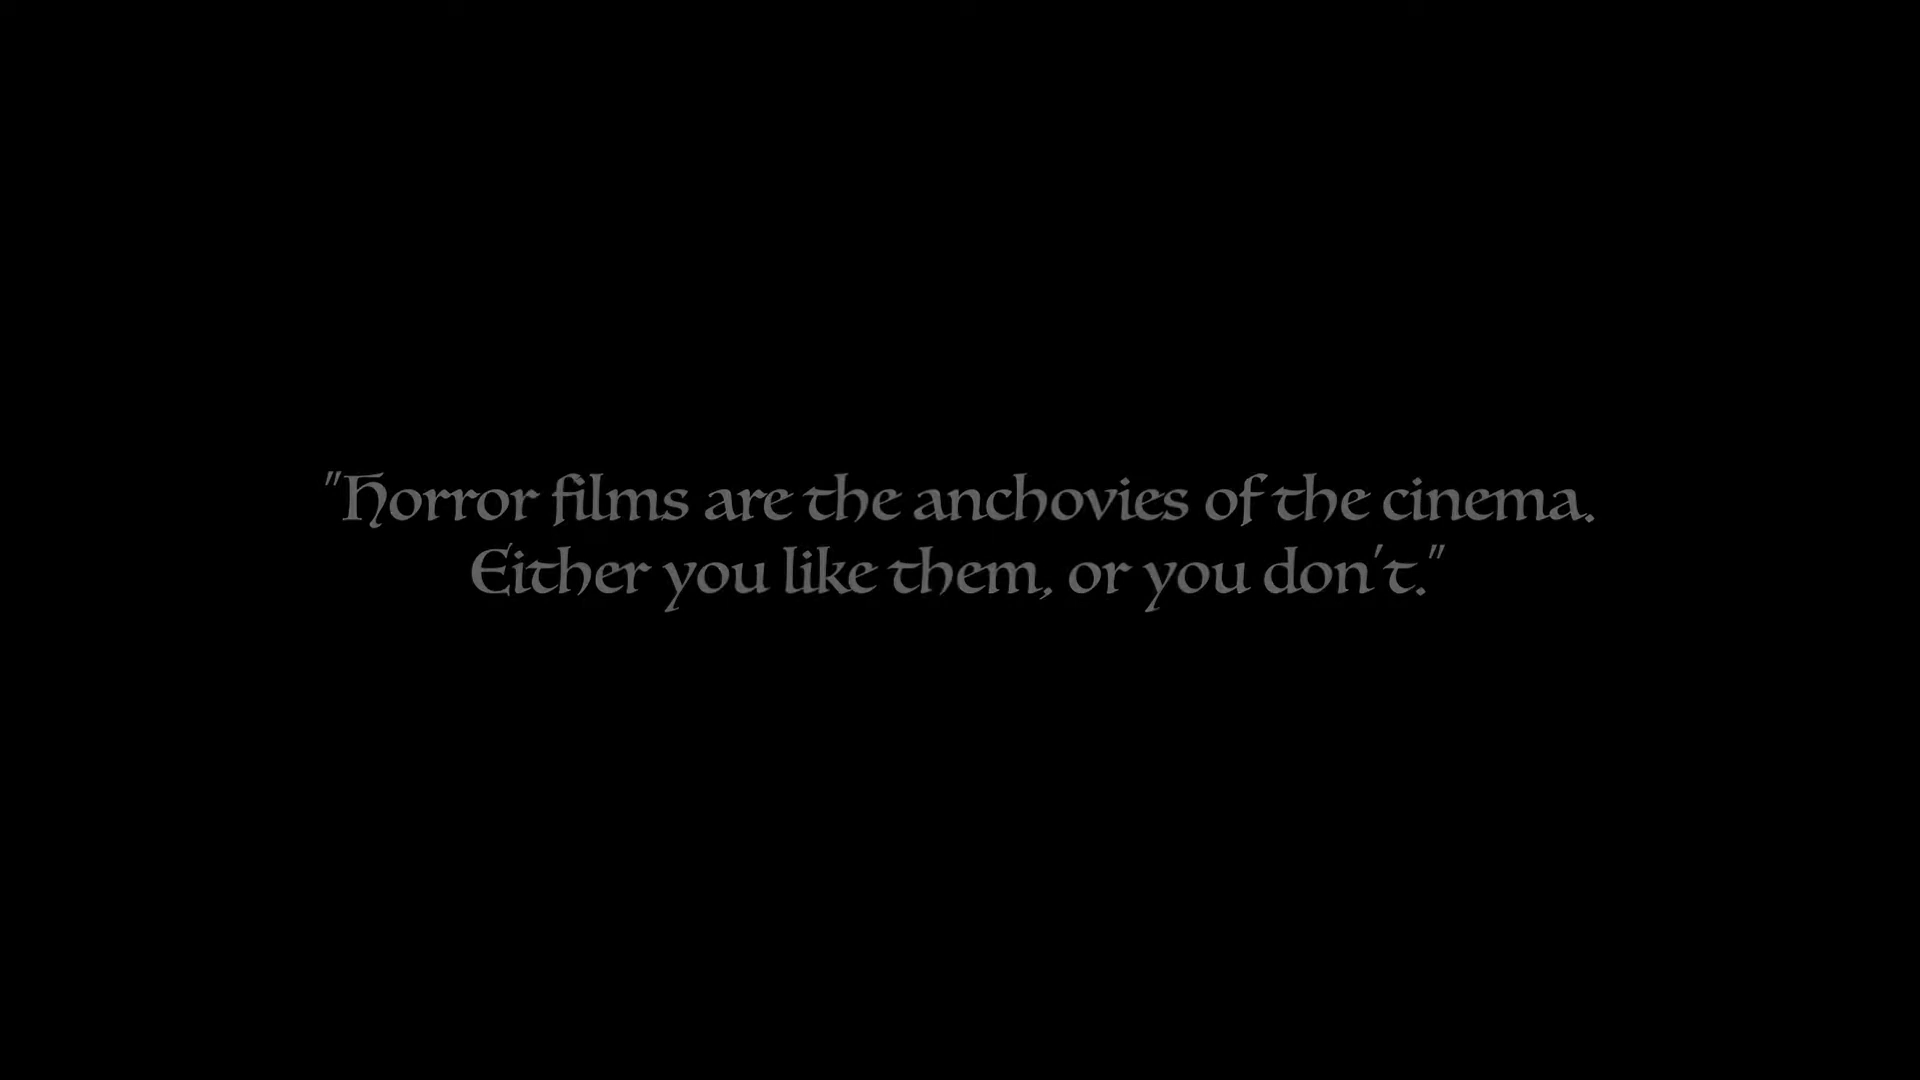 "Horror films are the anchovies of the cinema.
Either you like them, or you don't."